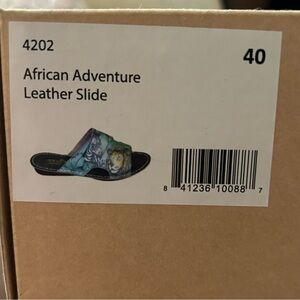 4202
40
African Adventure
Leather Slide
8 41236 10088 7